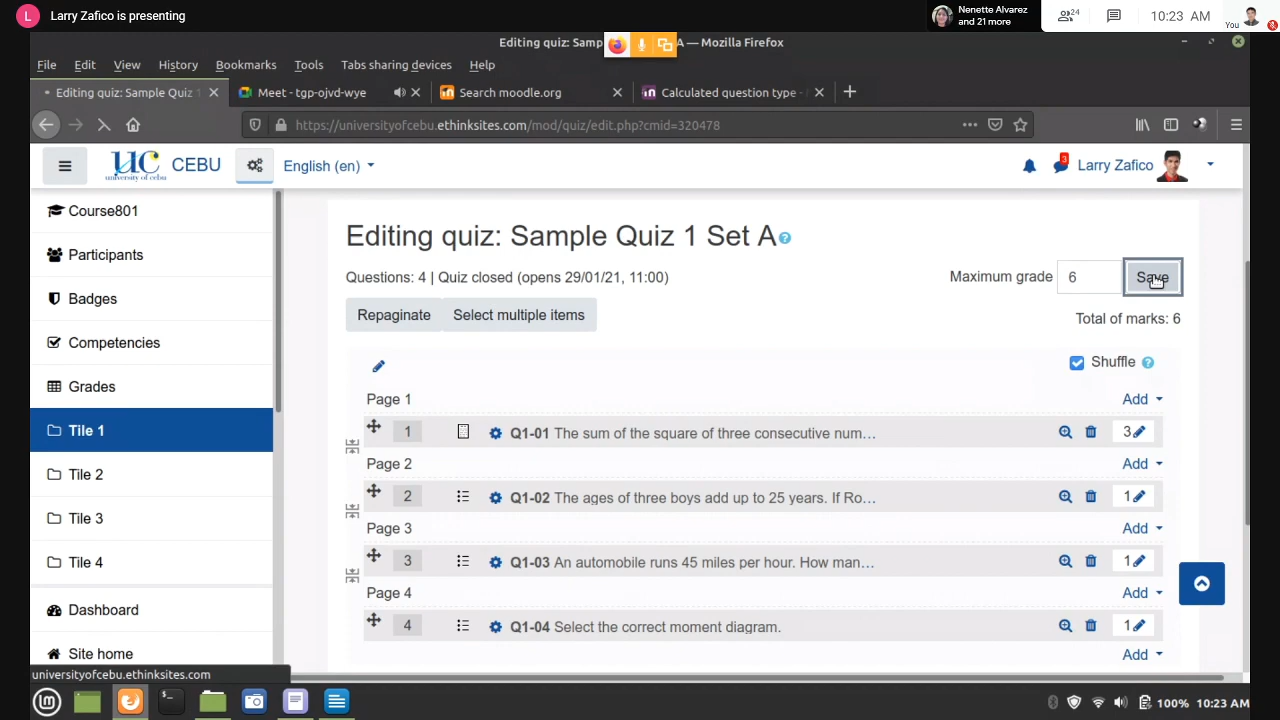 L Larry Zafico is presenting
Nenette Alvarez
and 21 more
24
10:23 AM
You
Editing quiz: Samp A — Mozilla Firefox
File Edit View History Bookmarks Tools Tabs sharing devices Help
Editing quiz: Sample Quiz 1
Meet - tgp-ojvd-wye
Search moodle.org
Calculated question type -
https://universityofcebu.ethinksites.com/mod/quiz/edit.php?cmid=320478
UC CEBU
university of cebu
English (en)
3
Larry Zafico
Course801
Participants
Badges
Competencies
Grades
Tile 1
Tile 2
Tile 3
Tile 4
Dashboard
Site home
Editing quiz: Sample Quiz 1 Set A
Questions: 4 | Quiz closed (opens 29/01/21, 11:00)
Maximum grade 6 Save
Repaginate Select multiple items
Total of marks: 6
Shuffle
Page 1 Add
1 Q1-01 The sum of the square of three consecutive num… 3
Page 2 Add
2 Q1-02 The ages of three boys add up to 25 years. If Ro… 1
Page 3 Add
3 Q1-03 An automobile runs 45 miles per hour. How man… 1
Page 4 Add
4 Q1-04 Select the correct moment diagram. 1
Add
universityofcebu.ethinksites.com
100% 10:23 AM